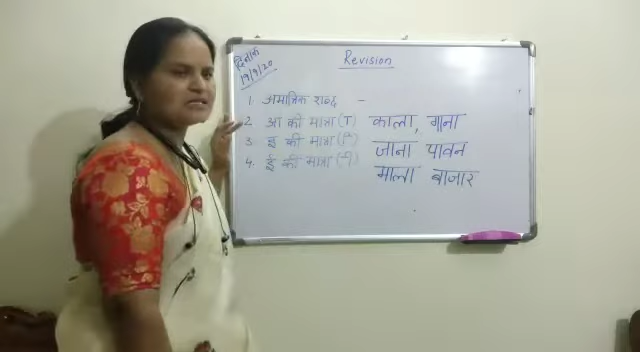 दिनांक
19/9/20
Revision
1. अमात्रिक शब्द –
2. आ की मात्रा (ा) काला, गाना
3. इ की मात्रा (ि) जाना पावन
4. ई की मात्रा (ी) माला बाजार